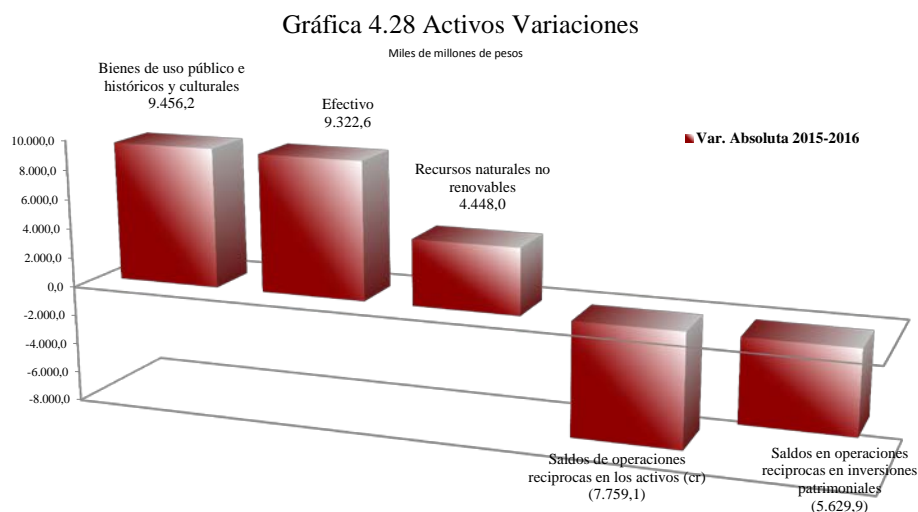 Gráfica 4.28 Activos Variaciones
Miles de millones de pesos
Bienes de uso público e
históricos y culturales
9.456,2
Efectivo
9.322,6
Recursos naturales no
renovables
4.448,0
Var. Absoluta 2015-2016
10.000,0
8.000,0
6.000,0
4.000,0
2.000,0
0,0
-2.000,0
-4.000,0
-6.000,0
-8.000,0
Saldos de operaciones
reciprocas en los activos (cr)
(7.759,1)
Saldos en operaciones
reciprocas en inversiones
patrimoniales
(5.629,9)